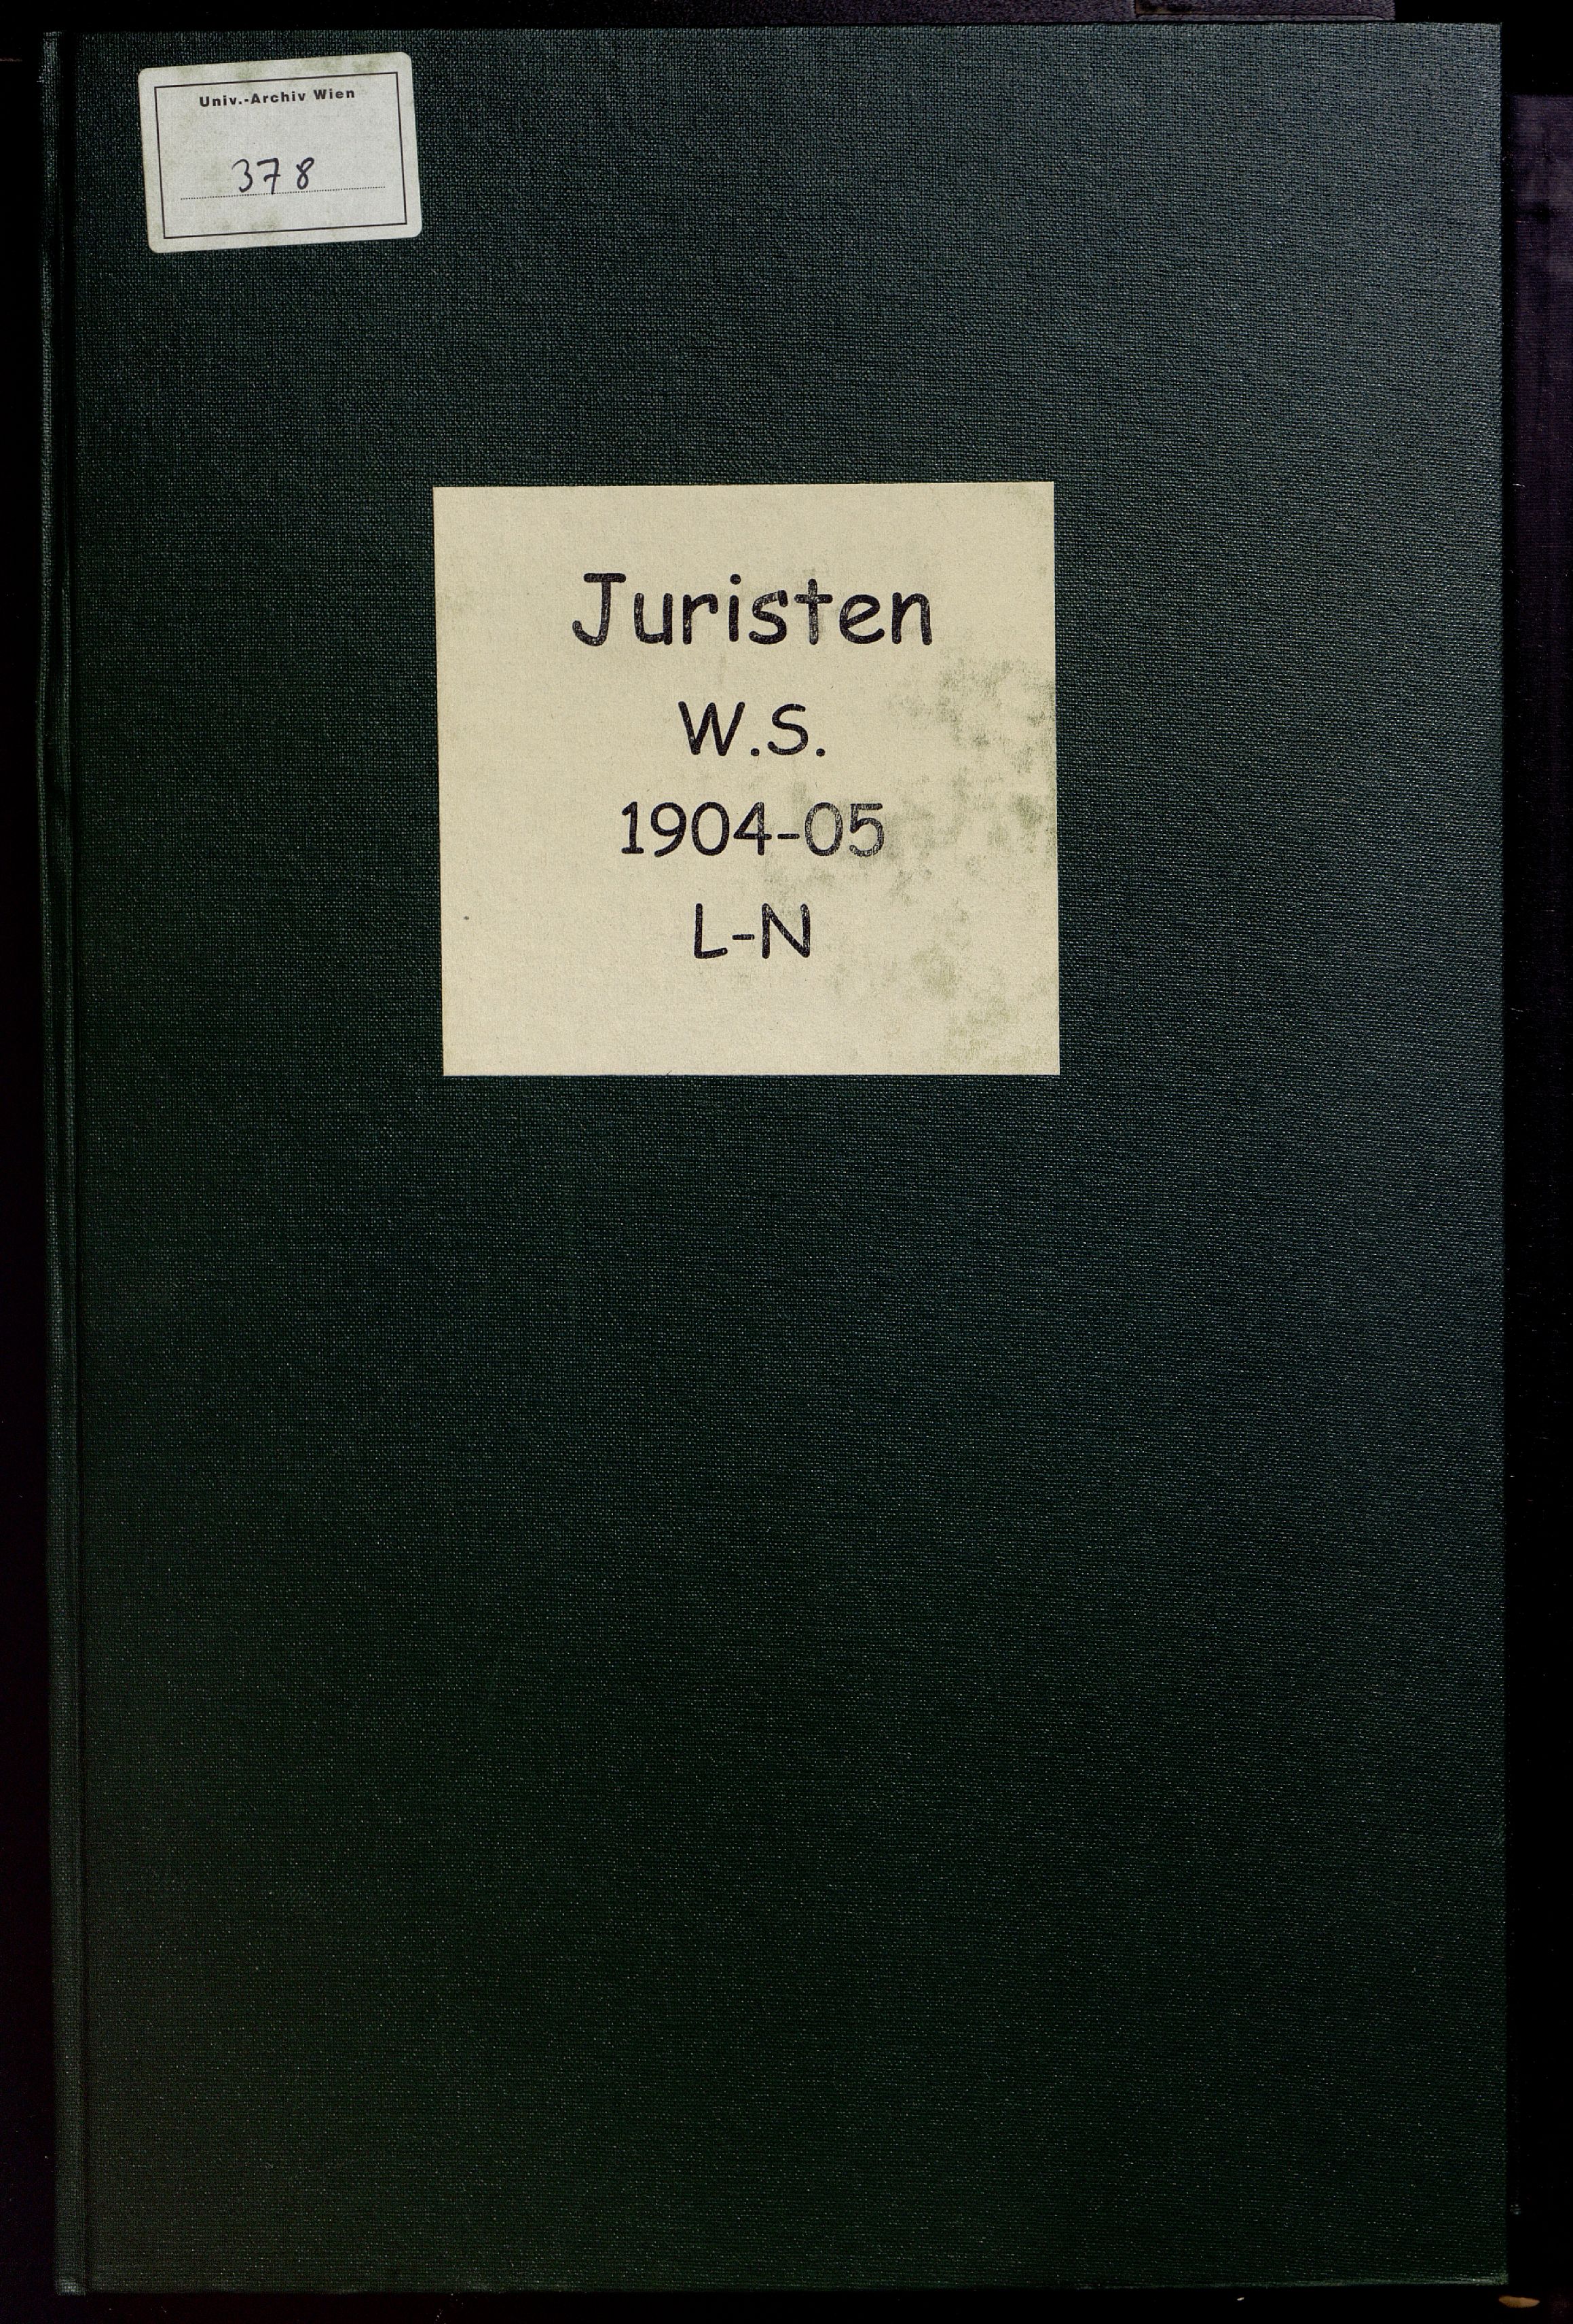 Univ.-Archiv Wien
378
Juristen
W.S.
1904-05
L-N